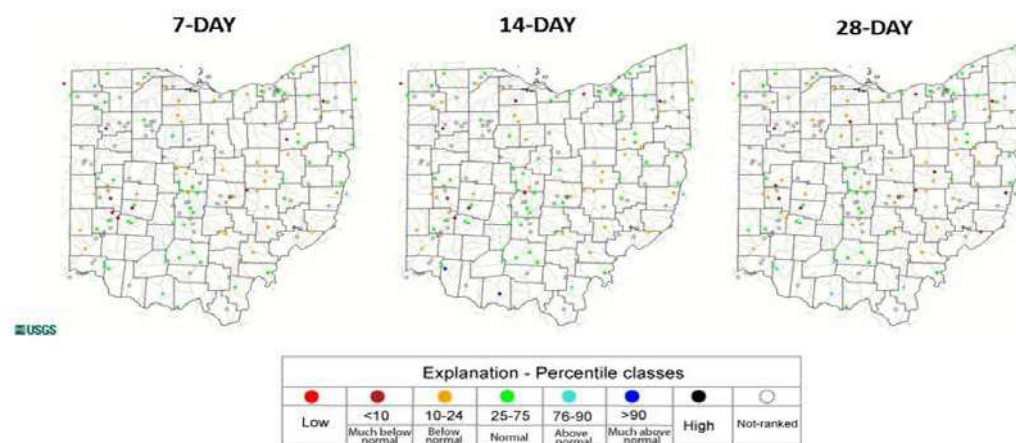 7-DAY 14-DAY 28-DAY
USGS
Explanation - Percentile classes
Low <10 10-24 25-75 76-90 >90 High Not-ranked
Much below normal Below normal Normal Above normal Much above normal